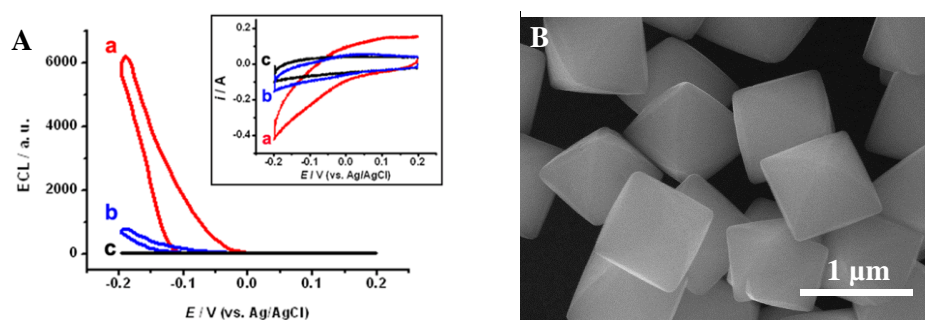 A
a
b
c
ECL / a. u.
6000
4000
2000
0
-0.2
-0.1
0.0
0.1
0.2
E / V (vs. Ag/AgCl)
c
b
a
i / A
0.2
0.0
-0.2
-0.4
-0.2
-0.1
0.0
0.1
0.2
E / V (vs. Ag/AgCl)
B
1 µm